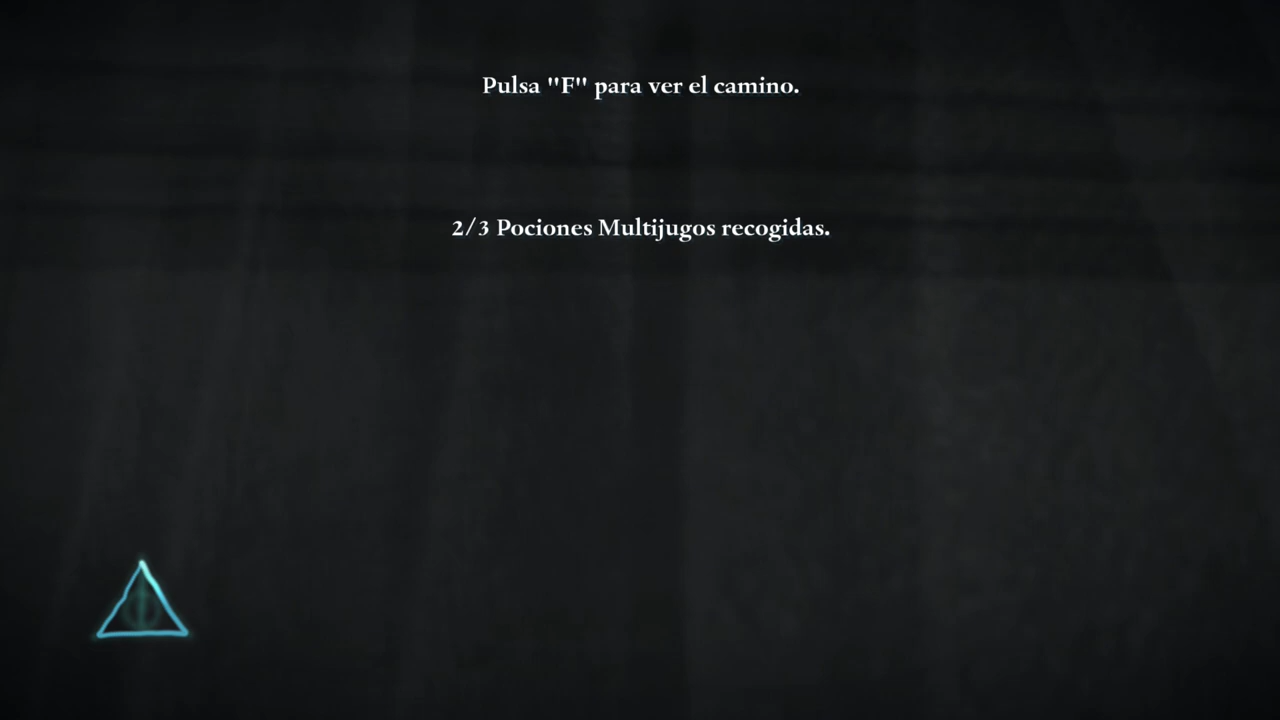 Pulsa "F" para ver el camino.
2/3 Pociones Multijugos recogidas.